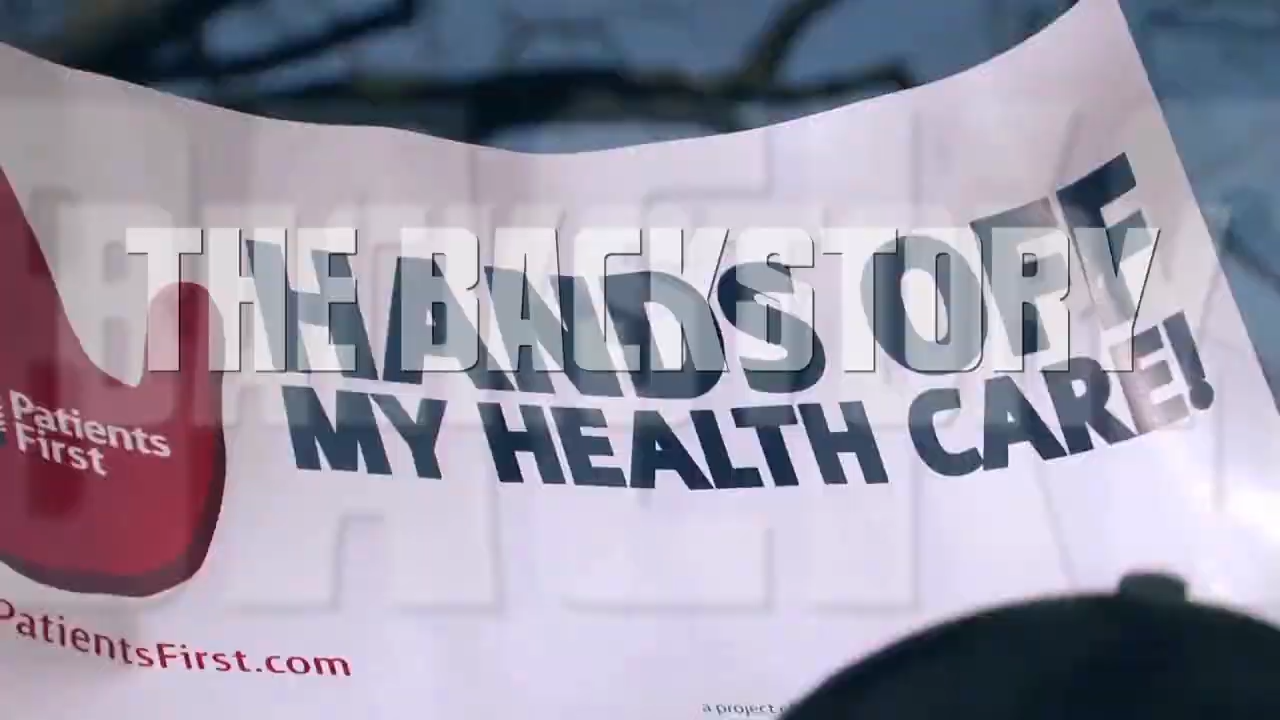 THE BACKSTORY
HANDS OFF
MY HEALTH CARE!
Patients
First
PatientsFirst.com
a project